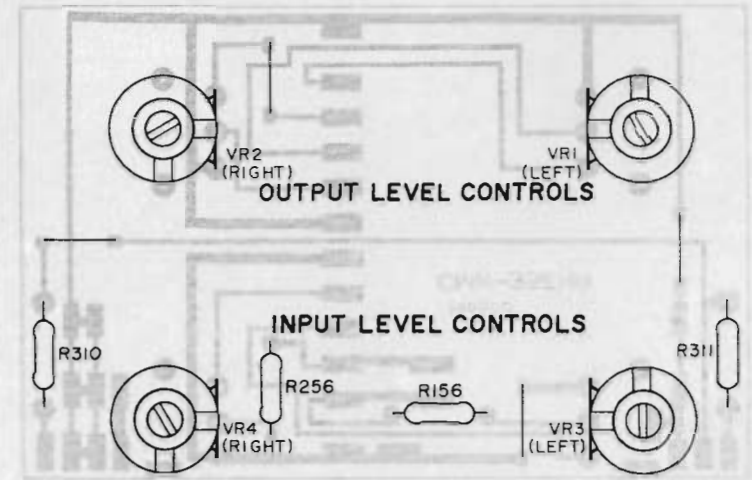 VR2
(RIGHT)
VR1
(LEFT)
OUTPUT LEVEL CONTROLS
INPUT LEVEL CONTROLS
R310
R256
R156
R311
VR4
(RIGHT)
VR3
(LEFT)